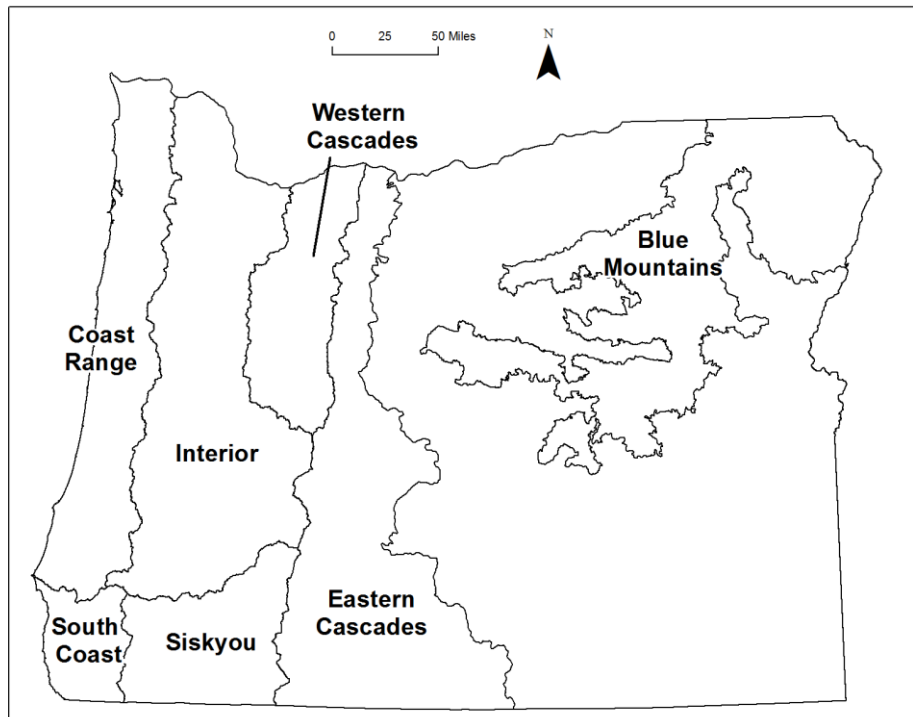 0 25 50 Miles
N
Western
Cascades
Blue
Mountains
Coast
Range
Interior
Eastern
Cascades
South
Coast
Siskyou